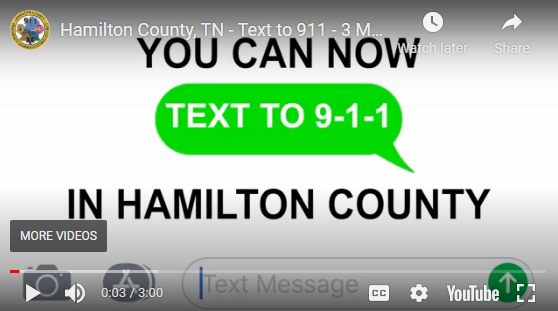 Hamilton County, TN - Text to 911 - 3 M...
Watch later
Share
YOU CAN NOW
TEXT TO 9-1-1
IN HAMILTON COUNTY
MORE VIDEOS
Text Message
0:03 / 3:00
CC
YouTube